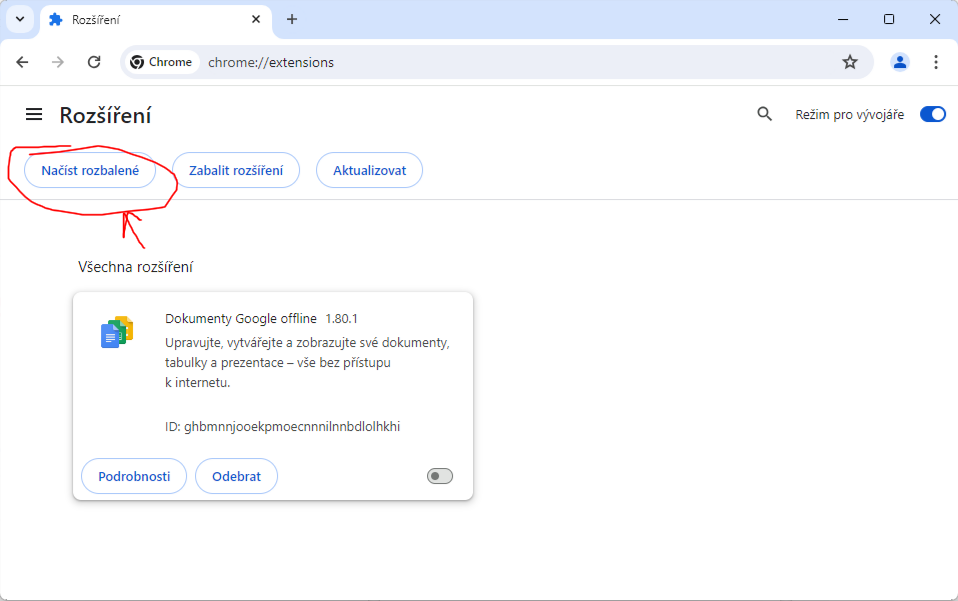 Rozšíření
Chrome
chrome://extensions
Rozšíření
Režim pro vývojáře
Načíst rozbalené
Zabalit rozšíření
Aktualizovat
Všechna rozšíření
Dokumenty Google offline 1.80.1
Upravujte, vytvářejte a zobrazujte své dokumenty,
tabulky a prezentace – vše bez přístupu
k internetu.
ID: ghbmnnjooekpmoecnnnilnnbdlolhkhi
Podrobnosti
Odebrat